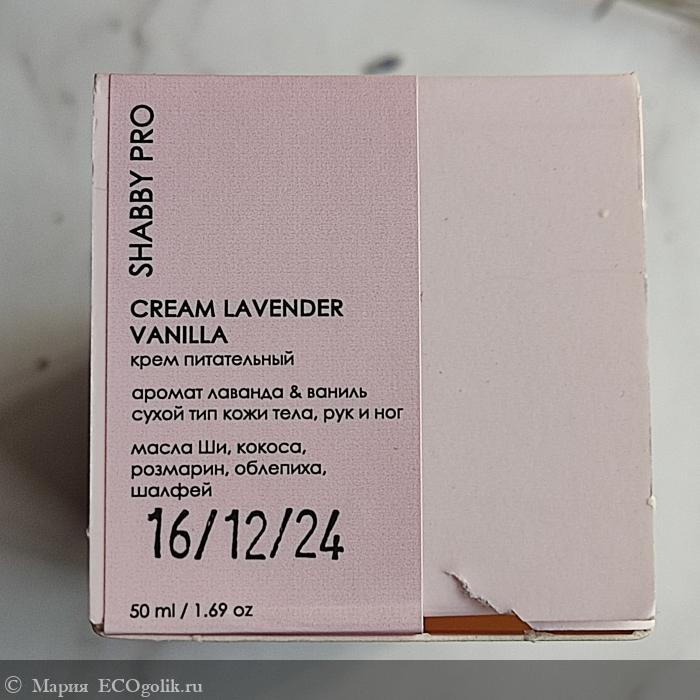 SHABBY PRO
CREAM LAVENDER
VANILLA
крем питательный
аромат лаванда & ваниль
сухой тип кожи тела, рук и ног
масла Ши, кокоса,
розмарин, облепиха,
шалфей
16/12/24
50 ml / 1.69 oz
© Мария ECOgolik.ru